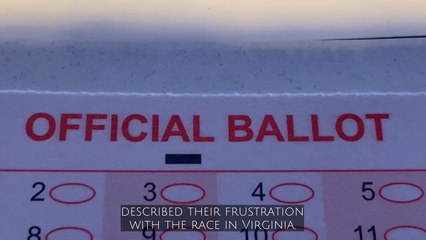 OFFICIAL BALLOT
2 3 4 5
DESCRIBED THEIR FRUSTRATION
WITH THE RACE IN VIRGINIA.
8 9 10 11